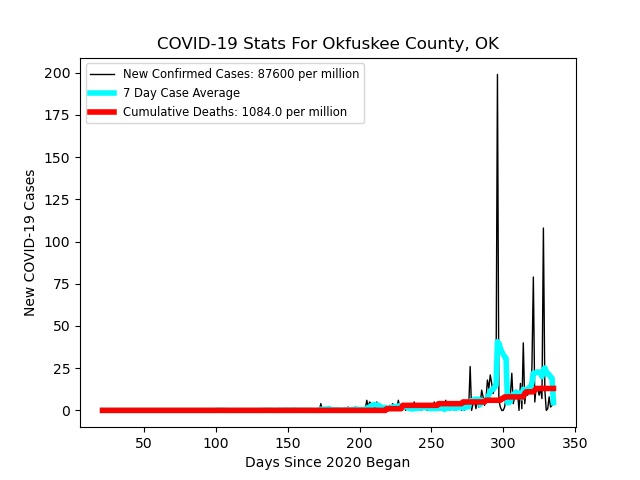 COVID-19 Stats For Okfuskee County, OK
New Confirmed Cases: 87600 per million
7 Day Case Average
Cumulative Deaths: 1084.0 per million
New COVID-19 Cases
200
175
150
125
100
75
50
25
0
50
100
150
200
250
300
350
Days Since 2020 Began